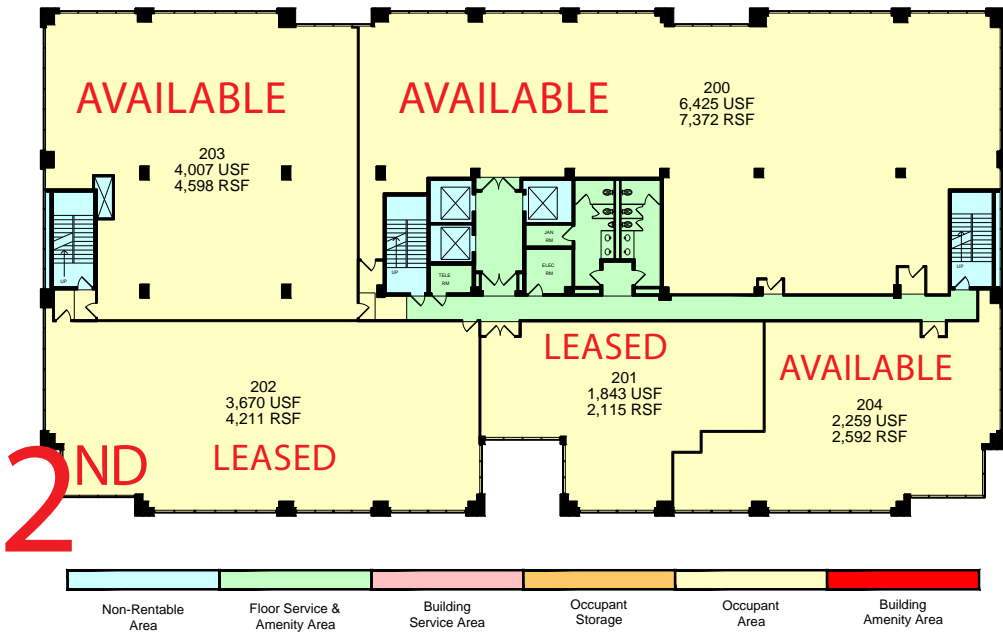 AVAILABLE
203
4,007 USF
4,598 RSF
AVAILABLE
200
6,425 USF
7,372 RSF
UP
UP
TELE
RM
JAN
RM
ELEC
RM
UP
202
3,670 USF
4,211 RSF
LEASED
LEASED
201
1,843 USF
2,115 RSF
AVAILABLE
204
2,259 USF
2,592 RSF
2ND
Non-Rentable
Area
Floor Service &
Amenity Area
Building
Service Area
Occupant
Storage
Occupant
Area
Building
Amenity Area